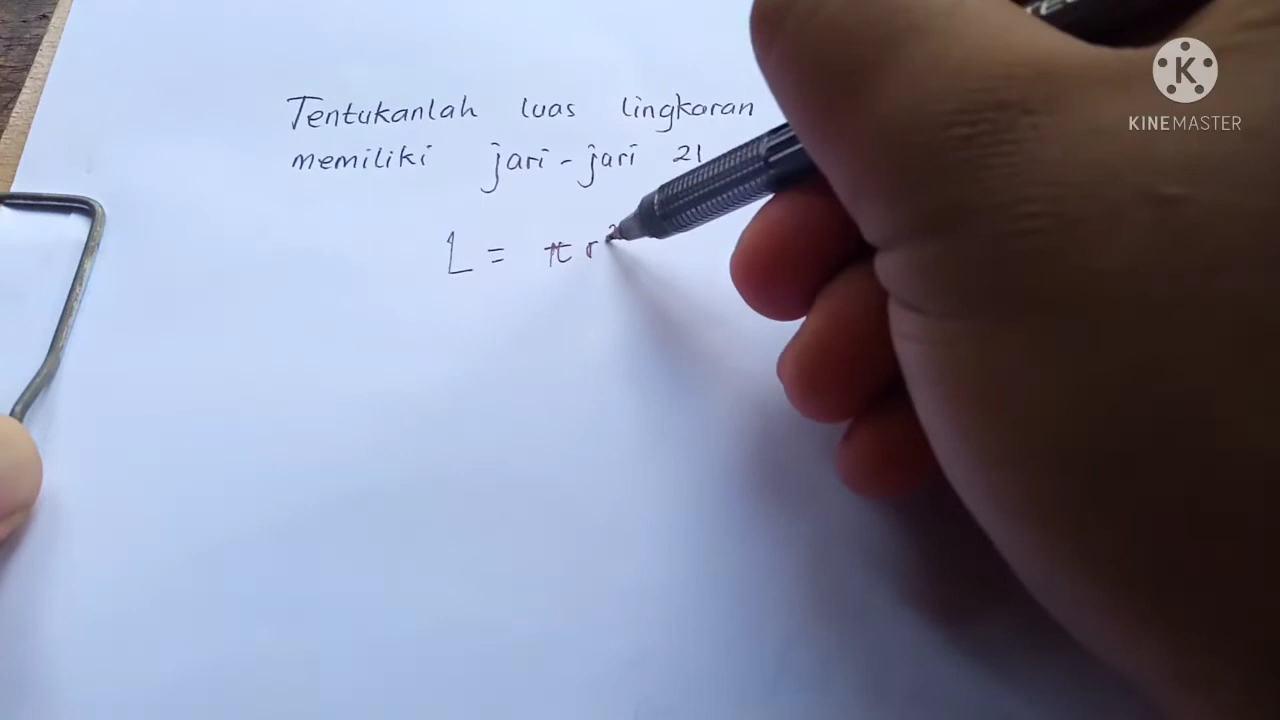 Tentukanlah luas lingkaran
memiliki jari-jari 21
L = πr²
KINEMASTER